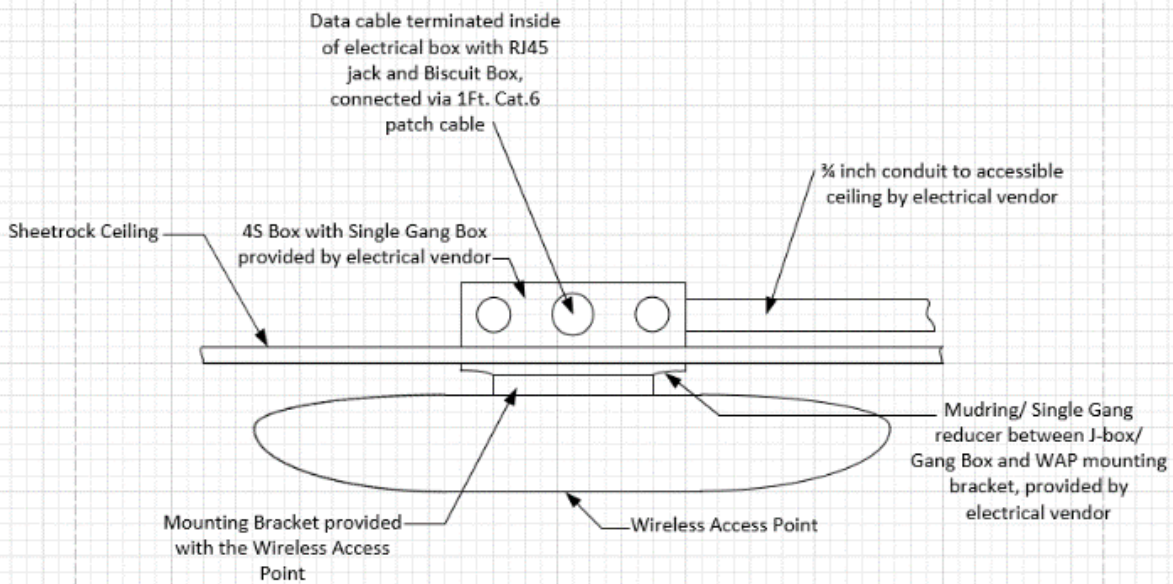 Data cable terminated inside
of electrical box with RJ45
jack and Biscuit Box,
connected via 1Ft. Cat.6
patch cable
¾ inch conduit to accessible
ceiling by electrical vendor
Sheetrock Ceiling
4S Box with Single Gang Box
provided by electrical vendor
Mudring/ Single Gang
reducer between J-box/
Gang Box and WAP mounting
bracket, provided by
electrical vendor
Mounting Bracket provided
with the Wireless Access
Point
Wireless Access Point